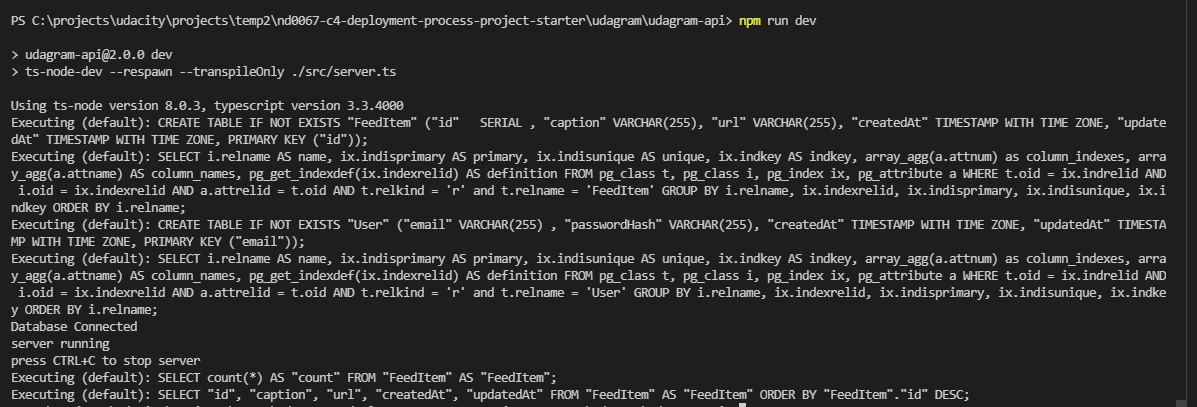 PS C:\projects\udacity\projects\temp2\nd0067-c4-deployment-process-project-starter\udagram\udagram-api> npm run dev
> udagram-api@2.0.0 dev
> ts-node-dev --respawn --transpileOnly ./src/server.ts
Using ts-node version 8.0.3, typescript version 3.3.4000
Executing (default): CREATE TABLE IF NOT EXISTS "FeedItem" ("id"   SERIAL , "caption" VARCHAR(255), "url" VARCHAR(255), "createdAt" TIMESTAMP WITH TIME ZONE, "update
dAt" TIMESTAMP WITH TIME ZONE, PRIMARY KEY ("id"));
Executing (default): SELECT i.relname AS name, ix.indisprimary AS primary, ix.indisunique AS unique, ix.indkey AS indkey, array_agg(a.attnum) as column_indexes, arra
y_agg(a.attname) AS column_names, pg_get_indexdef(ix.indexrelid) AS definition FROM pg_class t, pg_class i, pg_index ix, pg_attribute a WHERE t.oid = ix.indrelid AND
 i.oid = ix.indexrelid AND a.attrelid = t.oid AND t.relkind = 'r' and t.relname = 'FeedItem' GROUP BY i.relname, ix.indexrelid, ix.indisprimary, ix.indisunique, ix.i
ndkey ORDER BY i.relname;
Executing (default): CREATE TABLE IF NOT EXISTS "User" ("email" VARCHAR(255) , "passwordHash" VARCHAR(255), "createdAt" TIMESTAMP WITH TIME ZONE, "updatedAt" TIMESTA
MP WITH TIME ZONE, PRIMARY KEY ("email"));
Executing (default): SELECT i.relname AS name, ix.indisprimary AS primary, ix.indisunique AS unique, ix.indkey AS indkey, array_agg(a.attnum) as column_indexes, arra
y_agg(a.attname) AS column_names, pg_get_indexdef(ix.indexrelid) AS definition FROM pg_class t, pg_class i, pg_index ix, pg_attribute a WHERE t.oid = ix.indrelid AND
 i.oid = ix.indexrelid AND a.attrelid = t.oid AND t.relkind = 'r' and t.relname = 'User' GROUP BY i.relname, ix.indexrelid, ix.indisprimary, ix.indisunique, ix.indke
y ORDER BY i.relname;
Database Connected
server running
press CTRL+C to stop server
Executing (default): SELECT count(*) AS "count" FROM "FeedItem" AS "FeedItem";
Executing (default): SELECT "id", "caption", "url", "createdAt", "updatedAt" FROM "FeedItem" AS "FeedItem" ORDER BY "FeedItem"."id" DESC;